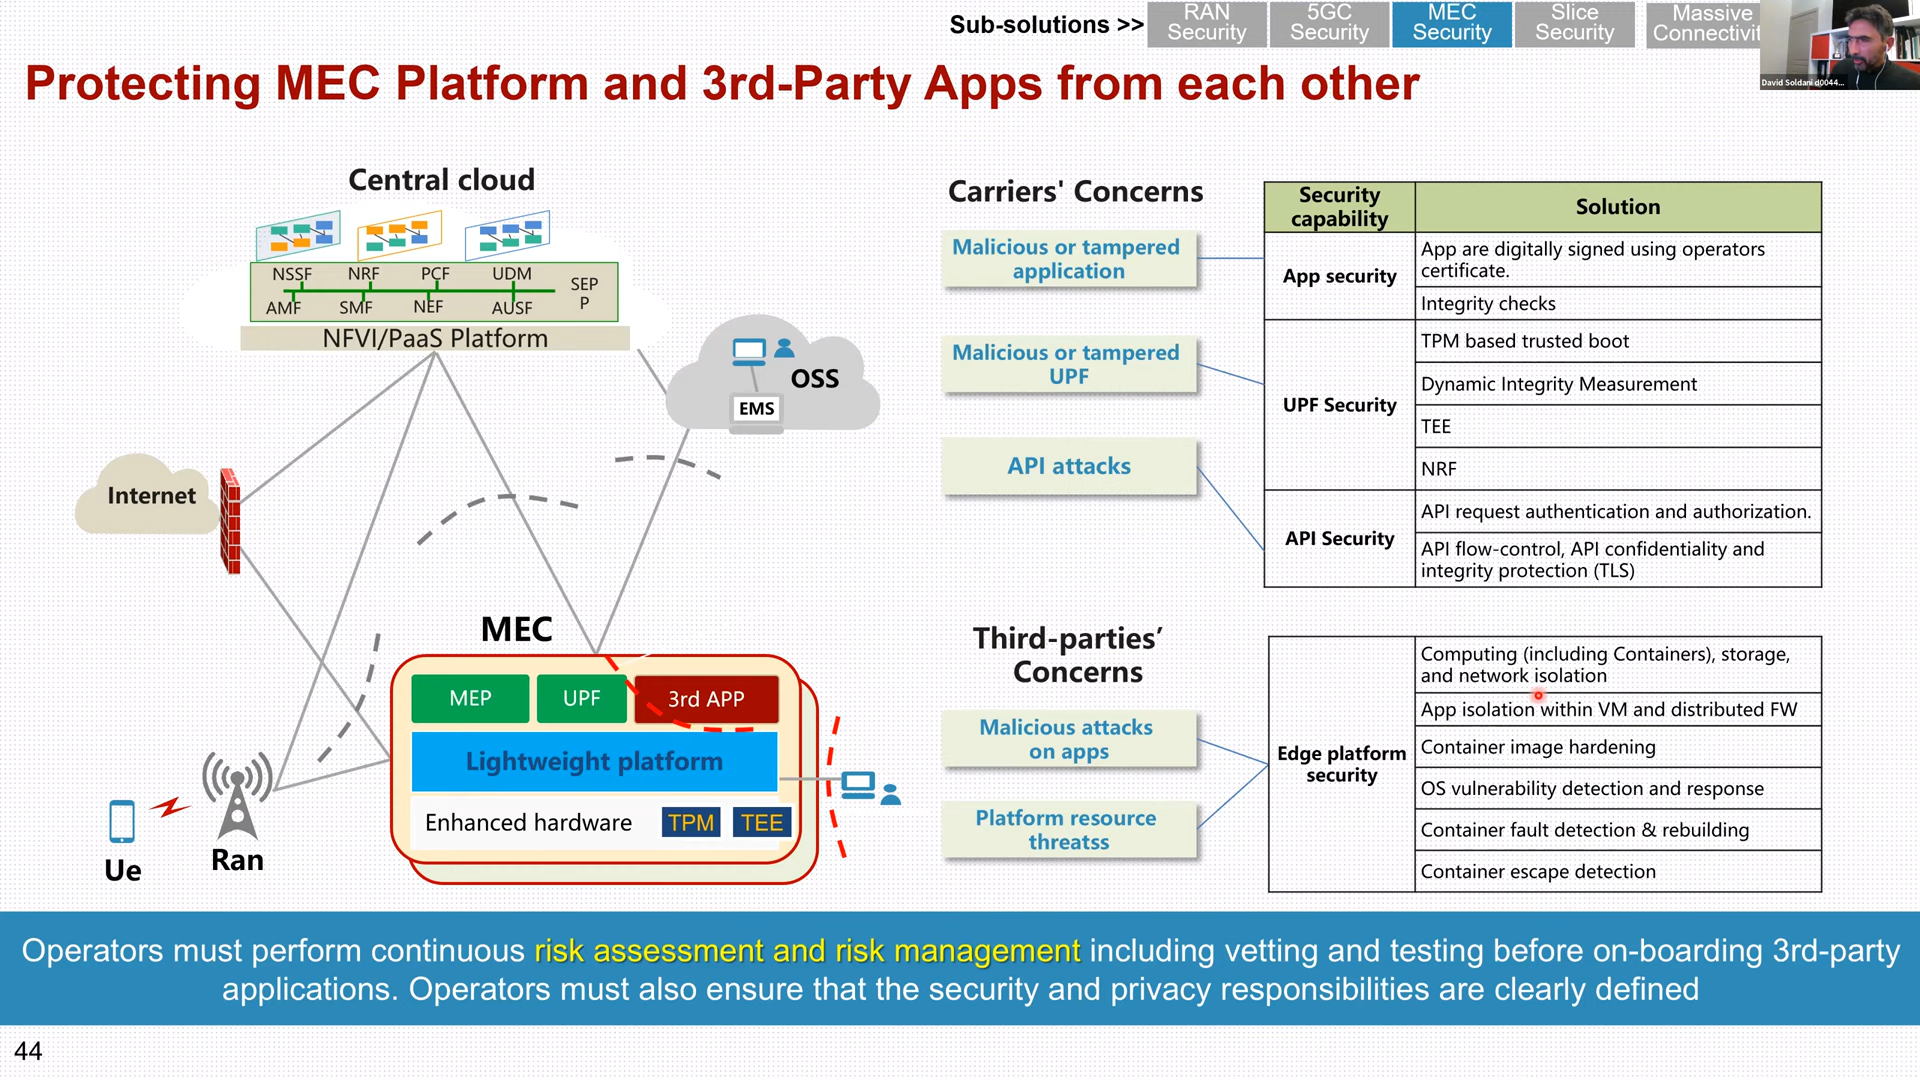 Sub-solutions >>
RAN
Security
5GC
Security
MEC
Security
Slice
Security
Massive
Connectivit
David Soldani d0044...
Protecting MEC Platform and 3rd-Party Apps from each other
Central cloud
NSSF NRF PCF UDM
SEP
P
AMF SMF NEF AUSF
NFVI/PaaS Platform
OSS
EMS
Internet
MEC
MEP
UPF
3rd APP
Lightweight platform
Enhanced hardware TPM TEE
Ue
Ran
Carriers' Concerns
Malicious or tampered
application
Malicious or tampered
UPF
API attacks
Security
capability
Solution
App security
App are digitally signed using operators
certificate.
Integrity checks
UPF Security
TPM based trusted boot
Dynamic Integrity Measurement
TEE
NRF
API Security
API request authentication and authorization.
API flow-control, API confidentiality and
integrity protection (TLS)
Third-parties’
Concerns
Malicious attacks
on apps
Platform resource
threatss
Edge platform
security
Computing (including Containers), storage,
and network isolation
App isolation within VM and distributed FW
Container image hardening
OS vulnerability detection and response
Container fault detection & rebuilding
Container escape detection
Operators must perform continuous risk assessment and risk management including vetting and testing before on-boarding 3rd-party
applications. Operators must also ensure that the security and privacy responsibilities are clearly defined
44